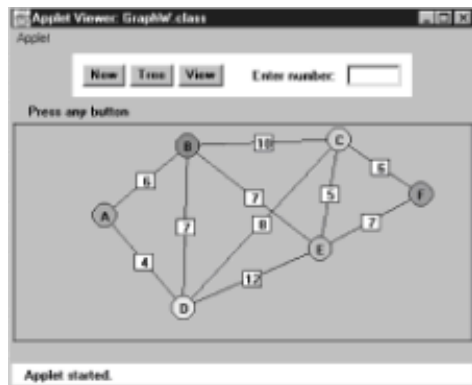 Applet Viewer: GraphW.class
Applet
New Tree View Enter number:
Press any button
B 10 C
6 6
7 5 F
A 7 8 7
E
4 12
D
Applet started.